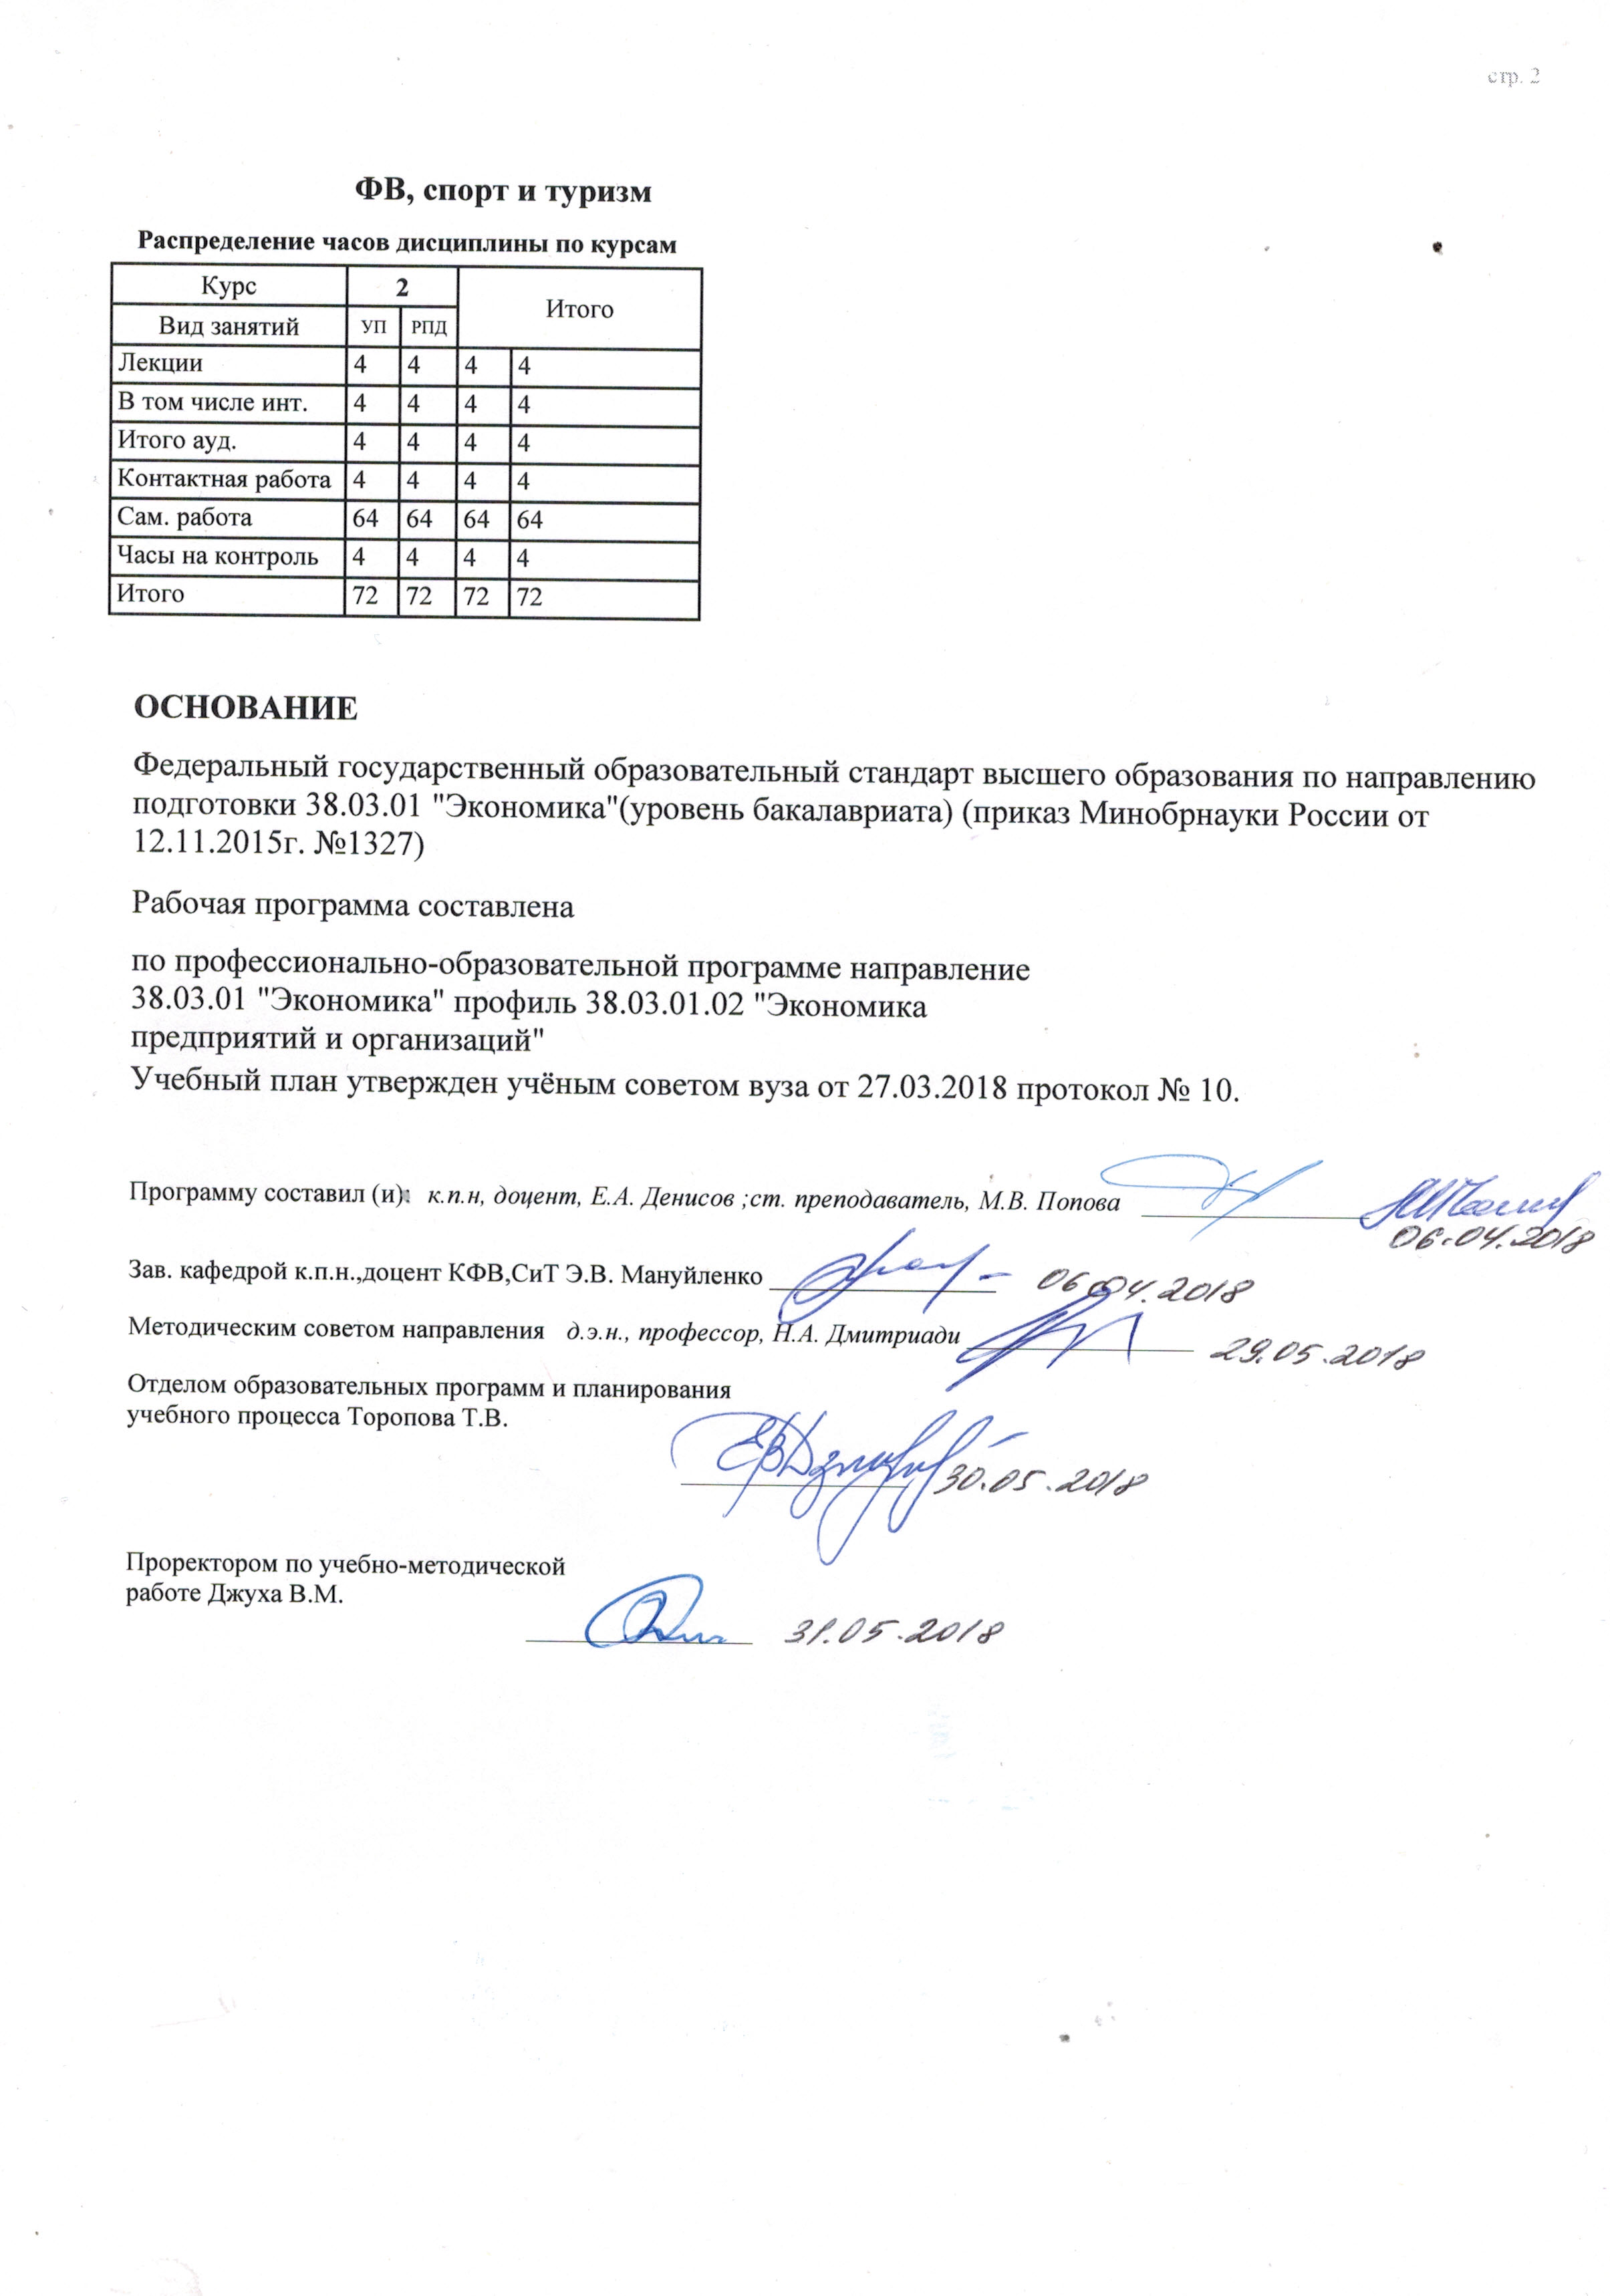 стр. 2
ФВ, спорт и туризм
Распределение часов дисциплины по курсам
Курс 2 Итого
Вид занятий УП РПД
Лекции 4 4 4 4
В том числе инт. 4 4 4 4
Итого ауд. 4 4 4 4
Контактная работа 4 4 4 4
Сам. работа 64 64 64 64
Часы на контроль 4 4 4 4
Итого 72 72 72 72
ОСНОВАНИЕ
Федеральный государственный образовательный стандарт высшего образования по направлению
подготовки 38.03.01 "Экономика"(уровень бакалавриата) (приказ Минобрнауки России от
12.11.2015г. №1327)
Рабочая программа составлена
по профессионально-образовательной программе направление
38.03.01 "Экономика" профиль 38.03.01.02 "Экономика
предприятий и организаций"
Учебный план утвержден учёным советом вуза от 27.03.2018 протокол № 10.
Программу составил (и): к.п.н, доцент, Е.А. Денисов ;ст. преподаватель, М.В. Попова
06.04.2018
Зав. кафедрой к.п.н.,доцент КФВ,СиТ Э.В. Мануйленко 06.04.2018
Методическим советом направления д.э.н., профессор, Н.А. Дмитриади 29.05.2018
Отделом образовательных программ и планирования
учебного процесса Торопова Т.В.
30.05.2018
Проректором по учебно-методической
работе Джуха В.М.
31.05.2018